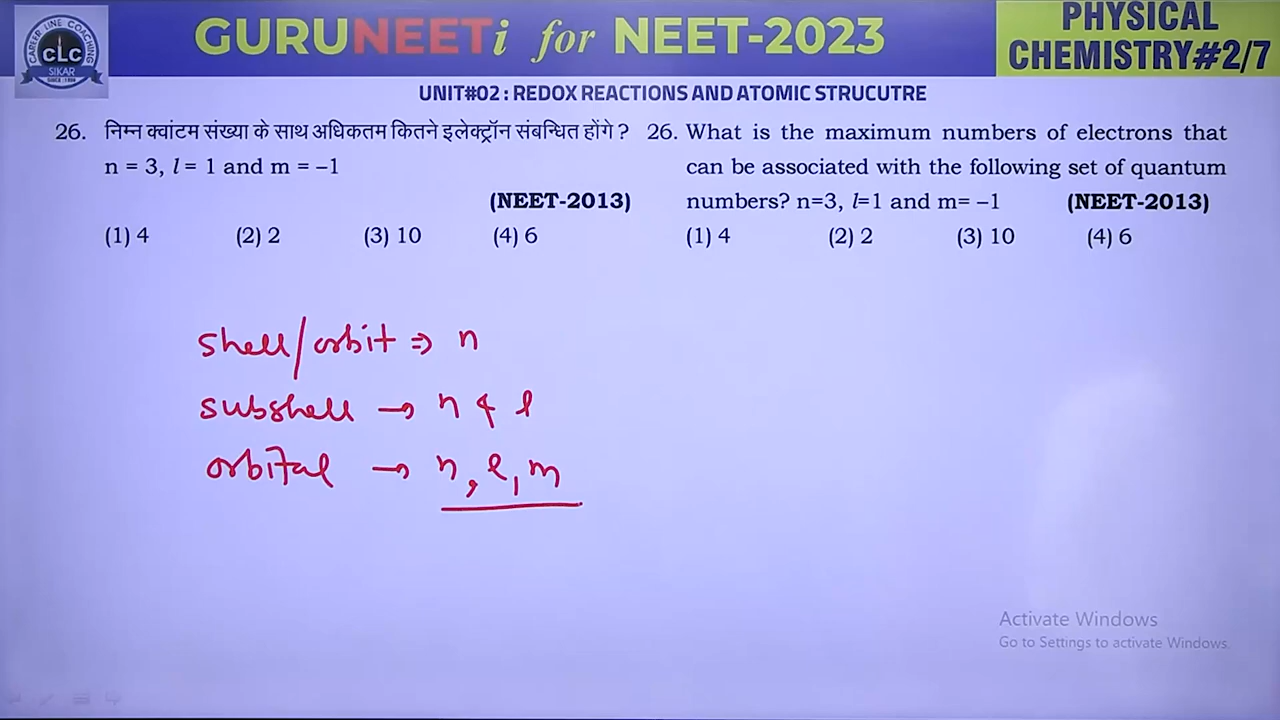 CAREER LINE COACHING
CLC
SIKAR
SINCE : 1996
GURUNEETi for NEET-2023
PHYSICAL
CHEMISTRY#2/7
UNIT#02 : REDOX REACTIONS AND ATOMIC STRUCUTRE
26. निम्न क्वांटम संख्या के साथ अधिकतम कितने इलेक्ट्रॉन संबन्धित होंगे ?
n = 3, l = 1 and m = –1
(NEET-2013)
(1) 4 (2) 2 (3) 10 (4) 6
26. What is the maximum numbers of electrons that
can be associated with the following set of quantum
numbers? n=3, l=1 and m= –1 (NEET-2013)
(1) 4 (2) 2 (3) 10 (4) 6
shell/orbit ⇒ n
subshell → n & l
orbital → n, l, m
Activate Windows
Go to Settings to activate Windows.